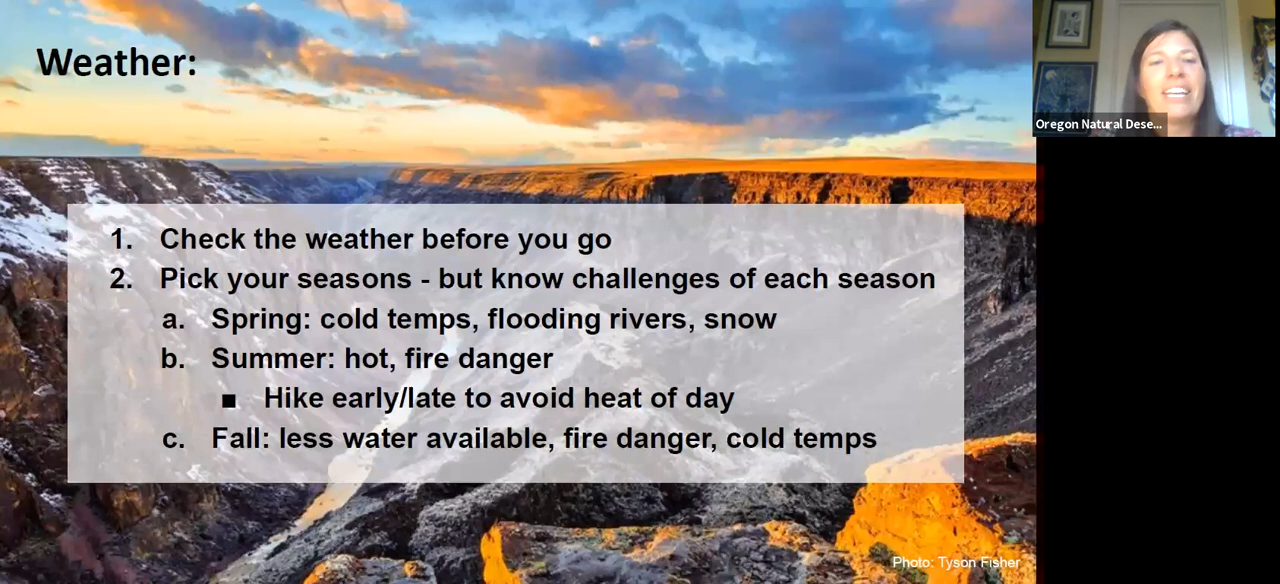 Weather:
Oregon Natural Dese...
1. Check the weather before you go
2. Pick your seasons - but know challenges of each season
a. Spring: cold temps, flooding rivers, snow
b. Summer: hot, fire danger
■ Hike early/late to avoid heat of day
c. Fall: less water available, fire danger, cold temps
Photo: Tyson Fisher